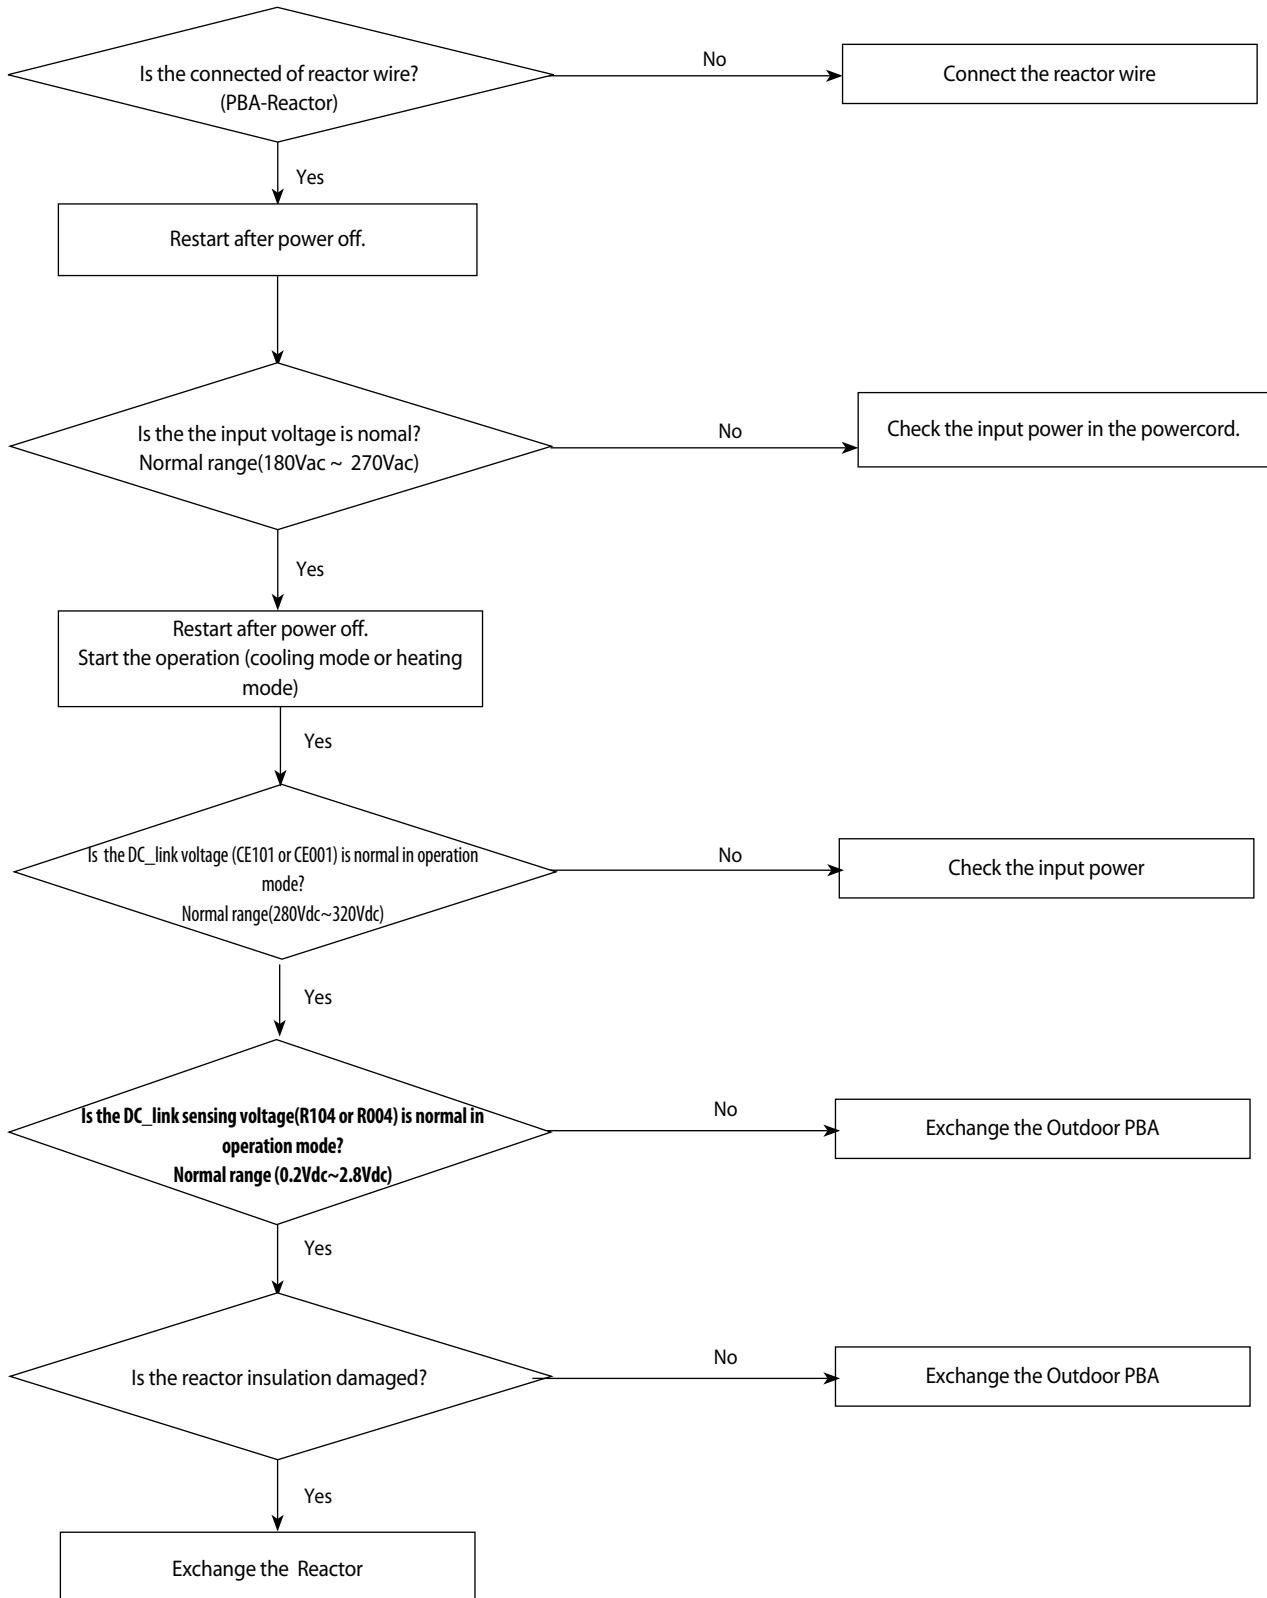 Is the connected of reactor wire?
(PBA-Reactor)
No
Connect the reactor wire
Yes
Restart after power off.
Is the the input voltage is nomal?
Normal range(180Vac ~ 270Vac)
No
Check the input power in the powercord.
Yes
Restart after power off.
Start the operation (cooling mode or heating
mode)
Yes
Is the DC_link voltage (CE101 or CE001) is normal in operation
mode?
Normal range(280Vdc~320Vdc)
No
Check the input power
Yes
Is the DC_link sensing voltage(R104 or R004) is normal in
operation mode?
Normal range (0.2Vdc~2.8Vdc)
No
Exchange the Outdoor PBA
Yes
Is the reactor insulation damaged?
No
Exchange the Outdoor PBA
Yes
Exchange the Reactor